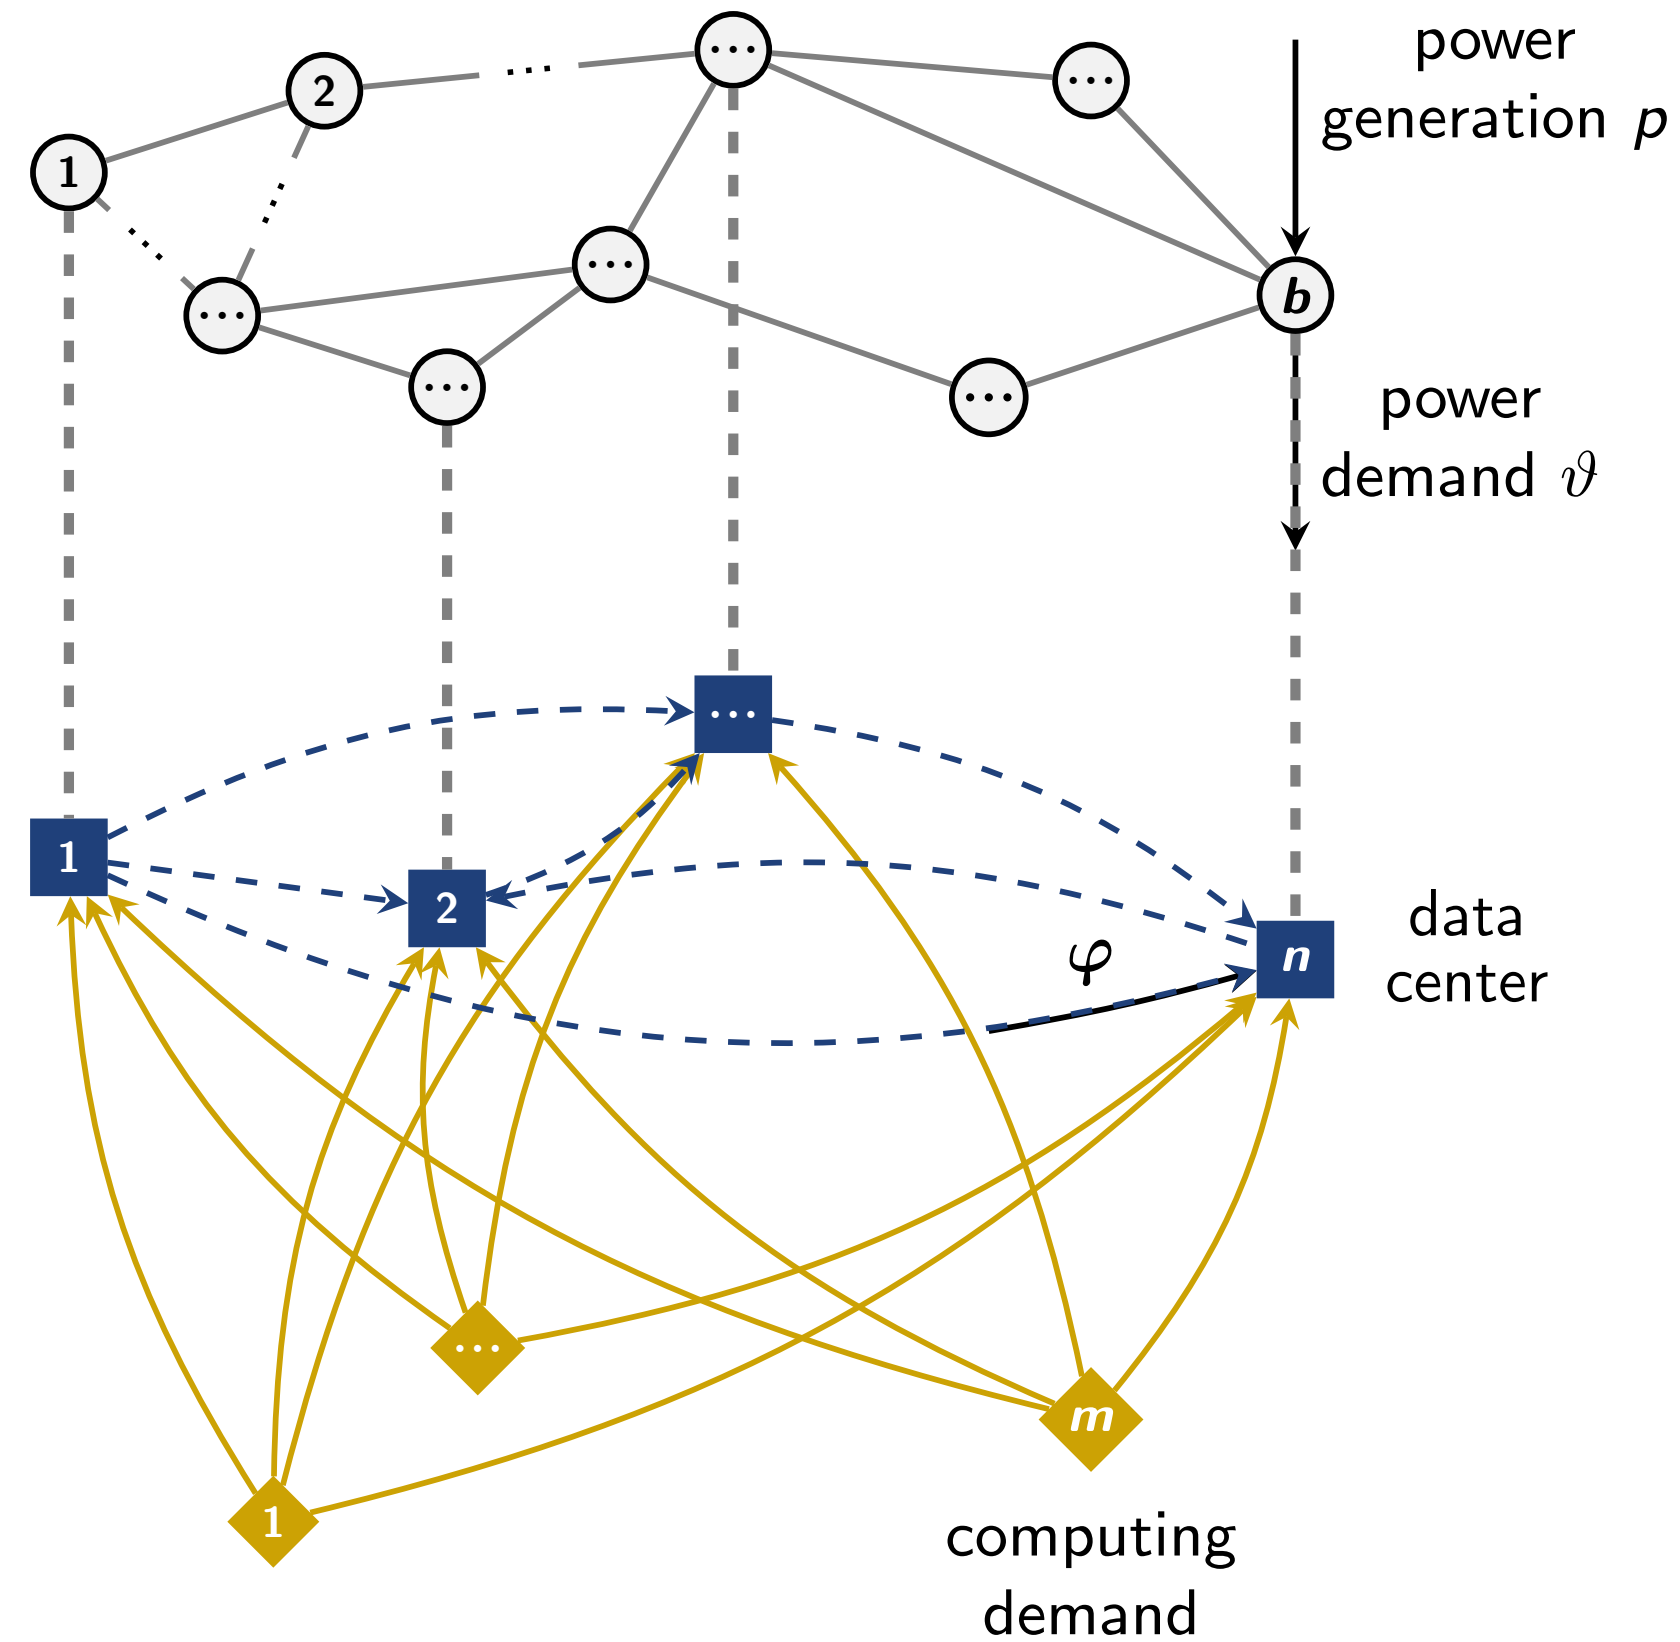 ...
2
...
...
power
generation p
1
...
...
b
...
...
...
power
demand ϑ
...
1
2
data
center
φ
n
...
m
1
computing
demand